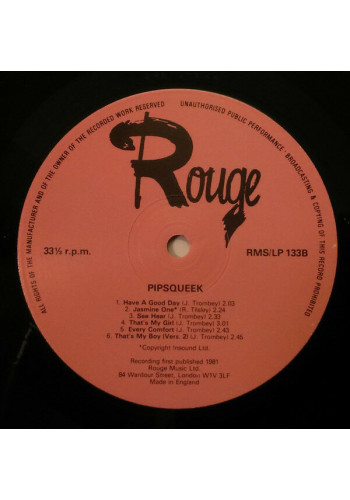 ALL RIGHTS OF THE MANUFACTURER AND OF THE OWNER OF THE RECORDED WORK RESERVED
UNAUTHORISED PUBLIC PERFORMANCE, BROADCASTING & COPYING OF THIS RECORD PROHIBITED
Rouge
33⅓ r.p.m.
RMS/LP 133B
PIPSQUEEK
1. Have A Good Day (J. Trombey) 2.63
2. Jasmine One* (R. Tilsley) 2.24
3. See Hear (J. Trombey) 2.33
4. That's My Girl (J. Trombey) 3.01
5. Every Comfort (J. Trombey) 2.43
6. That's My Boy (Vers. 2) (J. Trombey) 2.46
*Copyright Insound Ltd.
Recording first published 1981
Rouge Music Ltd.
84 Wardour Street, London W1V 3LF
Made in England